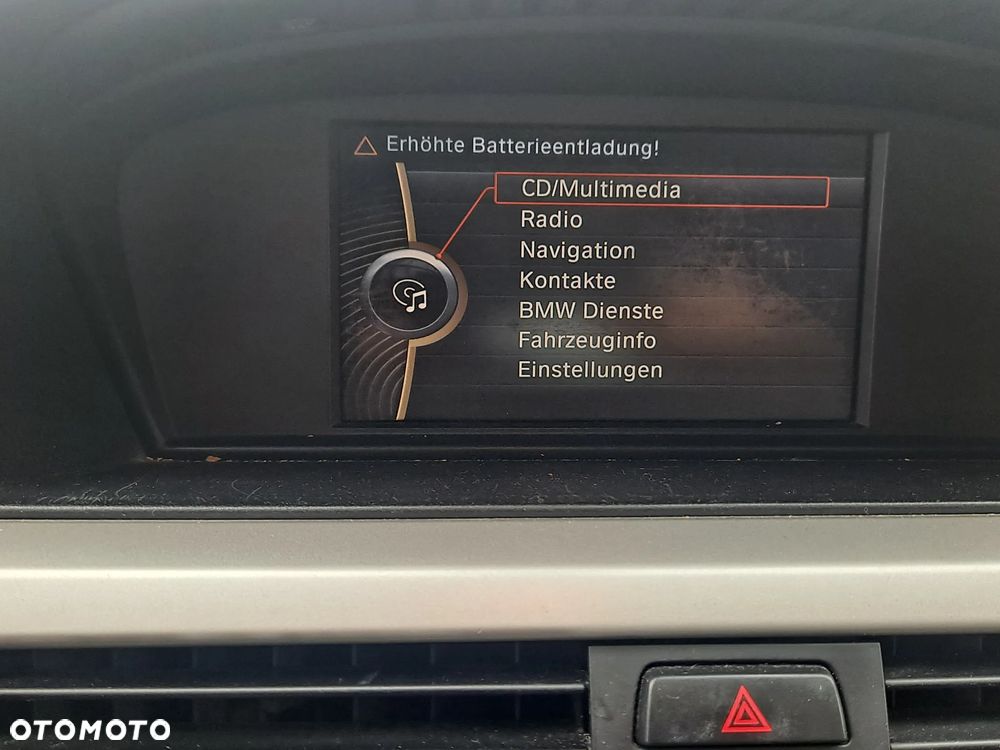 Erhöhte Batterieentladung!
CD/Multimedia
Radio
Navigation
Kontakte
BMW Dienste
Fahrzeuginfo
Einstellungen
OTOMOTO